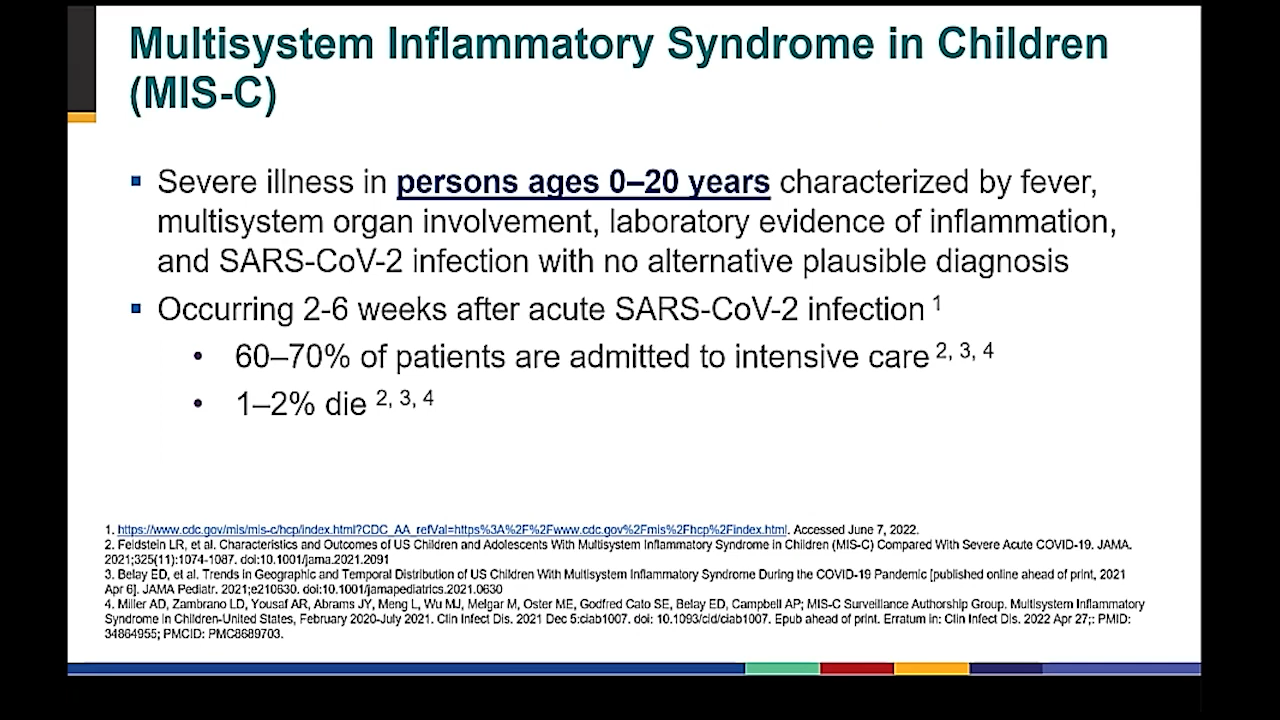 Multisystem Inflammatory Syndrome in Children
(MIS-C)
▪ Severe illness in persons ages 0–20 years characterized by fever,
multisystem organ involvement, laboratory evidence of inflammation,
and SARS-CoV-2 infection with no alternative plausible diagnosis
▪ Occurring 2-6 weeks after acute SARS-CoV-2 infection 1
• 60–70% of patients are admitted to intensive care 2, 3, 4
• 1–2% die 2, 3, 4
1. https://www.cdc.gov/mis/mis-c/hcp/index.html?CDC_AA_refVal=https%3A%2F%2Fwww.cdc.gov%2Fmis%2Fhcp%2Findex.html. Accessed June 7, 2022.
2. Feldstein LR, et al. Characteristics and Outcomes of US Children and Adolescents With Multisystem Inflammatory Syndrome in Children (MIS-C) Compared With Severe Acute COVID-19. JAMA.
2021;325(11):1074-1087. doi:10.1001/jama.2021.2091
3. Belay ED, et al. Trends in Geographic and Temporal Distribution of US Children With Multisystem Inflammatory Syndrome During the COVID-19 Pandemic [published online ahead of print, 2021
Apr 6]. JAMA Pediatr. 2021;e210630. doi:10.1001/jamapediatrics.2021.0630
4. Miller AD, Zambrano LD, Yousaf AR, Abrams JY, Meng L, Wu MJ, Melgar M, Oster ME, Godfred Cato SE, Belay ED, Campbell AP; MIS-C Surveillance Authorship Group. Multisystem Inflammatory
Syndrome in Children-United States, February 2020-July 2021. Clin Infect Dis. 2021 Dec 5:ciab1007. doi: 10.1093/cid/ciab1007. Epub ahead of print. Erratum in: Clin Infect Dis. 2022 Apr 27;: PMID:
34864955; PMCID: PMC8689703.